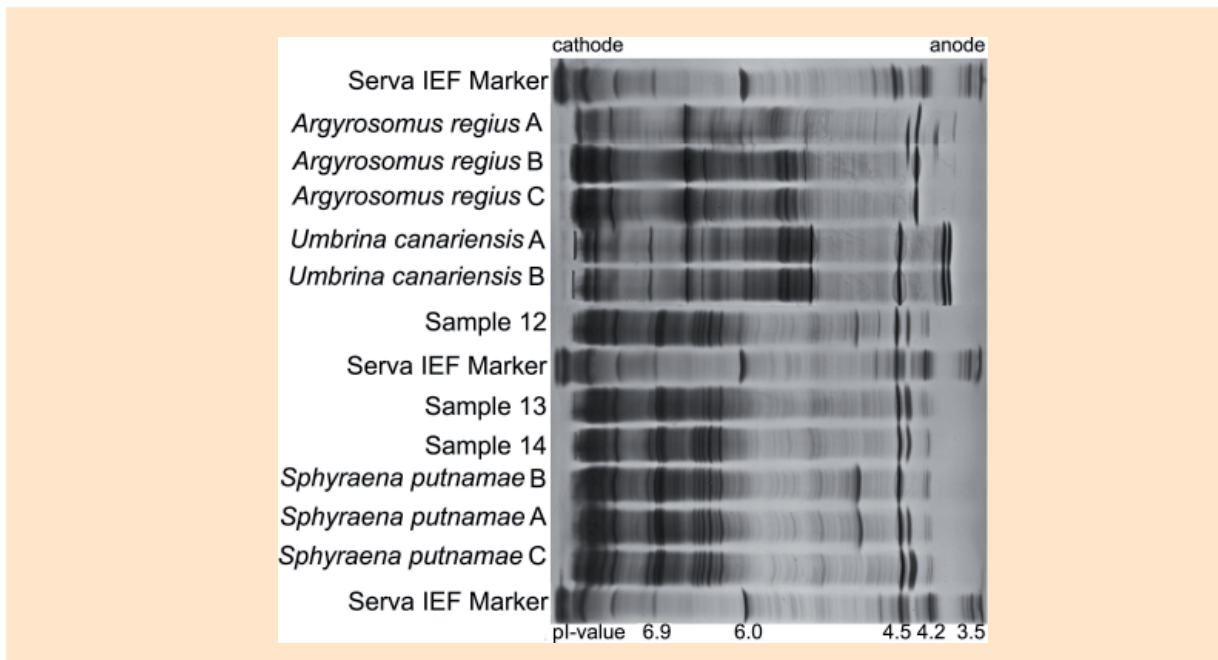 cathode anode
Serva IEF Marker
Argyrosomus regius A
Argyrosomus regius B
Argyrosomus regius C
Umbrina canariensis A
Umbrina canariensis B
Sample 12
Serva IEF Marker
Sample 13
Sample 14
Sphyraena putnamae B
Sphyraena putnamae A
Sphyraena putnamae C
Serva IEF Marker
pI-value 6.9 6.0 4.5 4.2 3.5